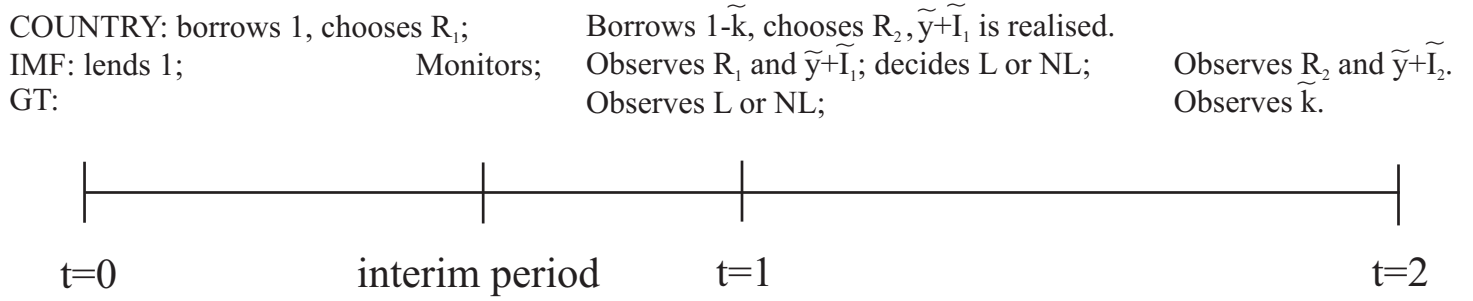 COUNTRY: borrows 1, chooses R₁; Borrows 1-k̃, chooses R₂, ỹ+Ĩ₁ is realised.
IMF: lends 1; Monitors; Observes R₁ and ỹ+Ĩ₁; decides L or NL; Observes R₂ and ỹ+Ĩ₂.
GT: Observes L or NL; Observes k̃.
t=0 interim period t=1 t=2